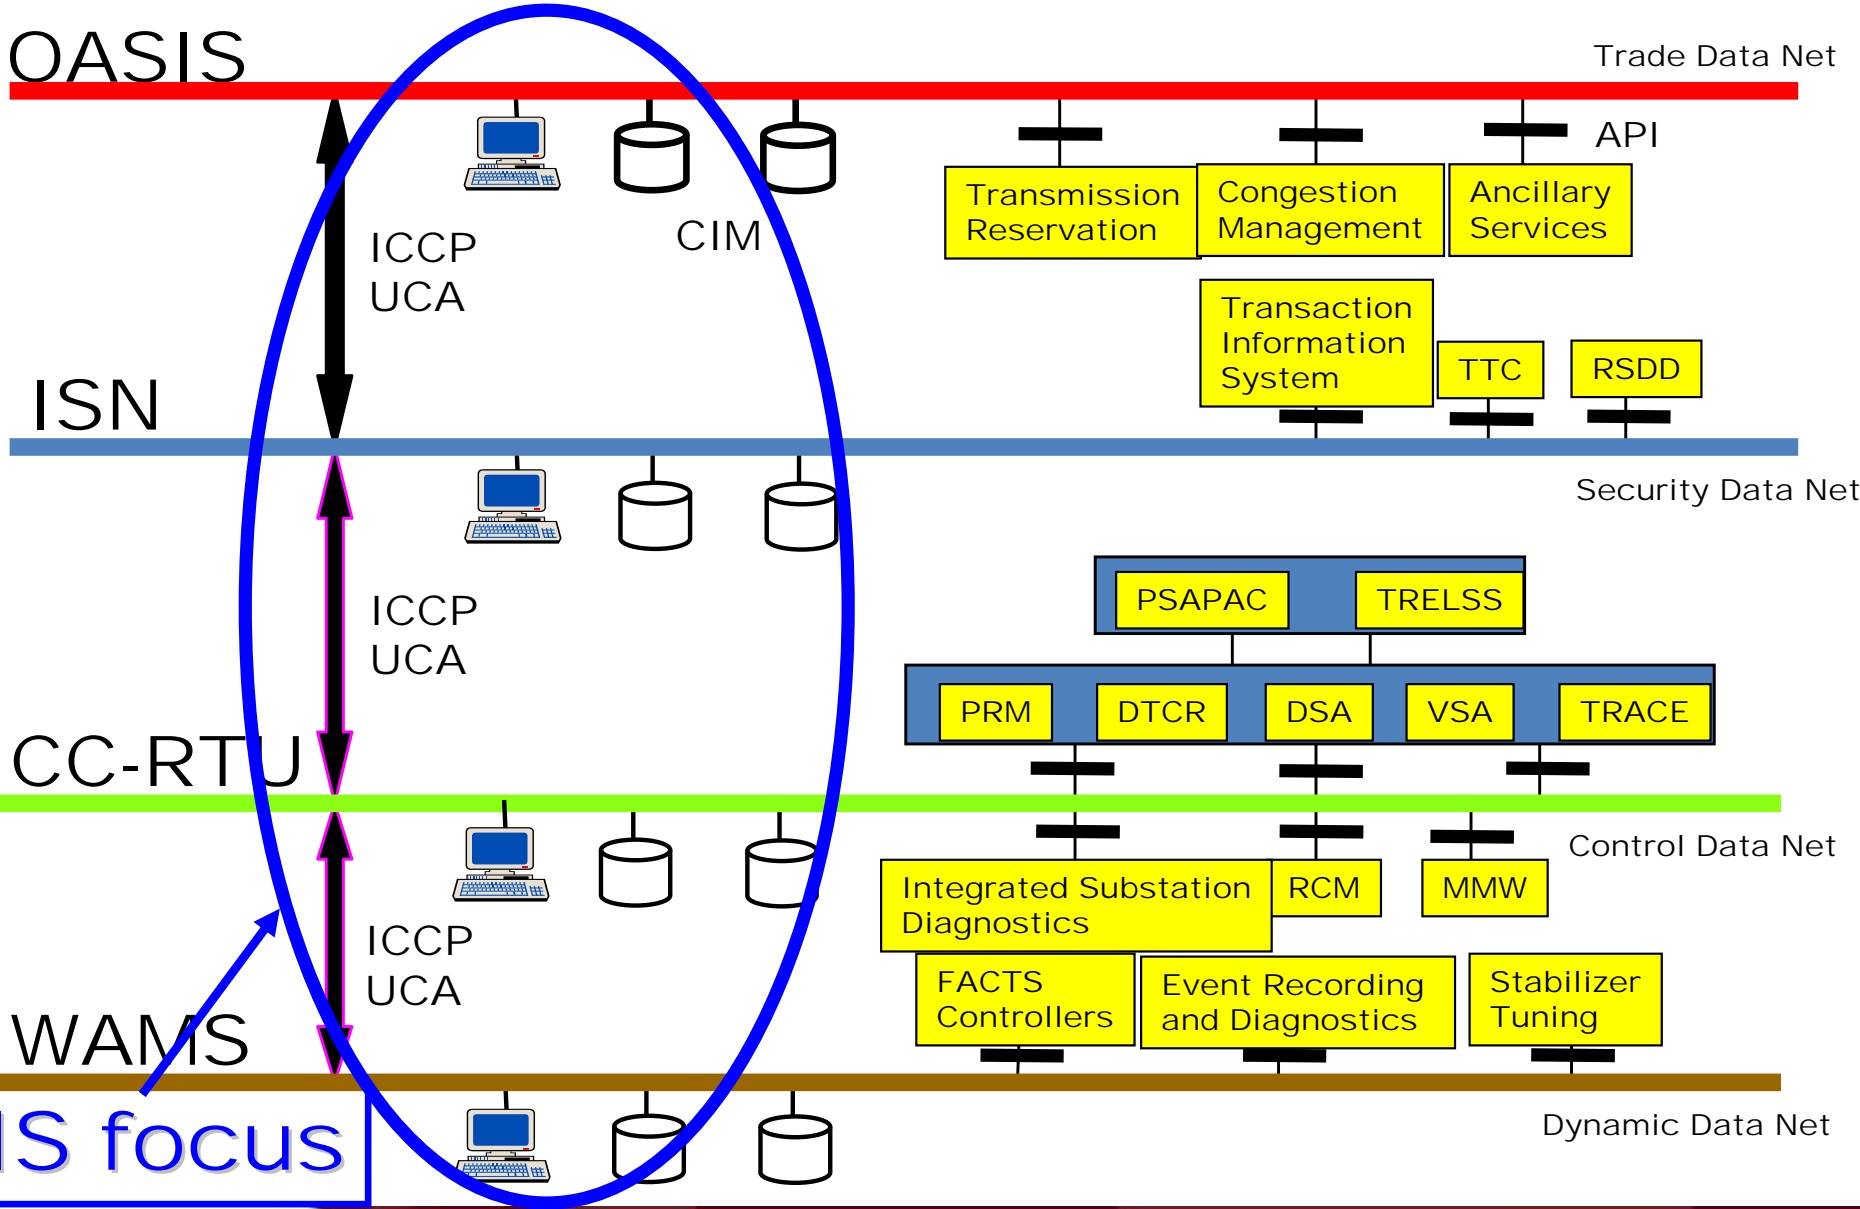 OASIS
Trade Data Net
API
Transmission
Reservation
Congestion
Management
Ancillary
Services
ICCP
UCA
CIM
Transaction
Information
System
TTC
RSDD
ISN
Security Data Net
PSAPAC
TRELSS
ICCP
UCA
PRM
DTCR
DSA
VSA
TRACE
CC-RTU
Control Data Net
Integrated Substation
Diagnostics
RCM
MMW
ICCP
UCA
FACTS
Controllers
Event Recording
and Diagnostics
Stabilizer
Tuning
WAMS
Dynamic Data Net
focus